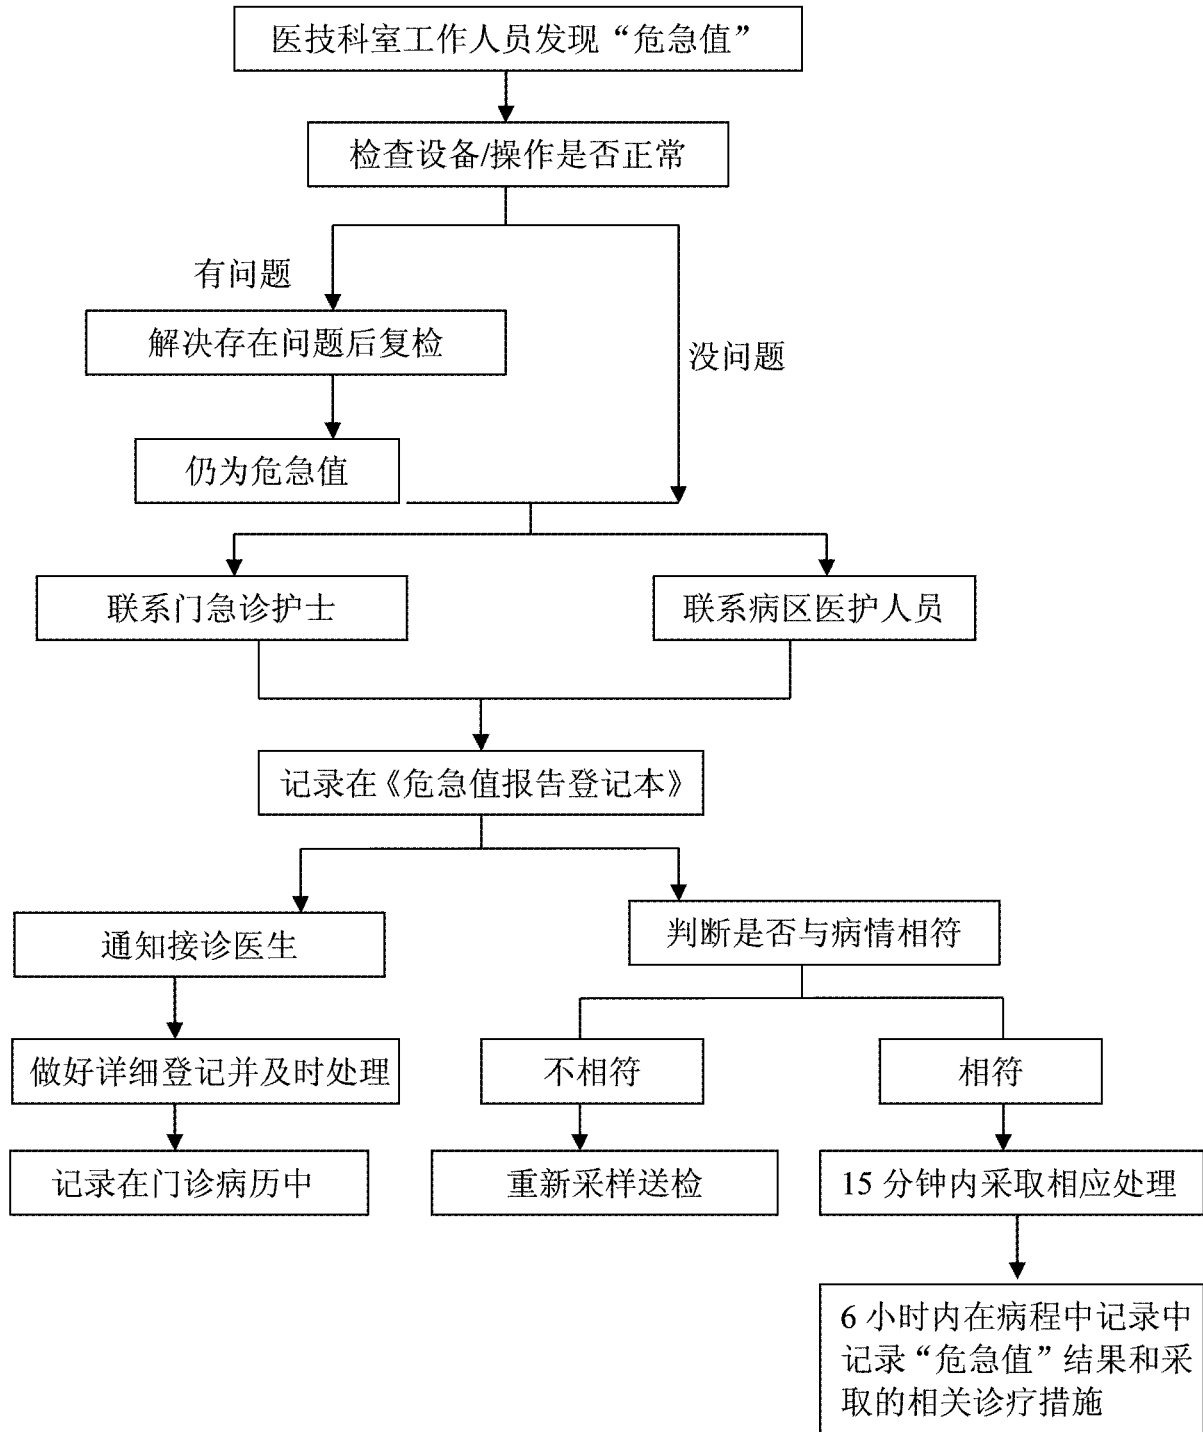 医技科室工作人员发现“危急值”
检查设备/操作是否正常
有问题
解决存在问题后复检
没问题
仍为危急值
联系门急诊护士
联系病区医护人员
记录在《危急值报告登记本》
通知接诊医生
判断是否与病情相符
做好详细登记并及时处理
不相符
相符
记录在门诊病历中
重新采样送检
15分钟内采取相应处理
6小时内在病程中记录中
记录“危急值”结果和采
取的相关诊疗措施